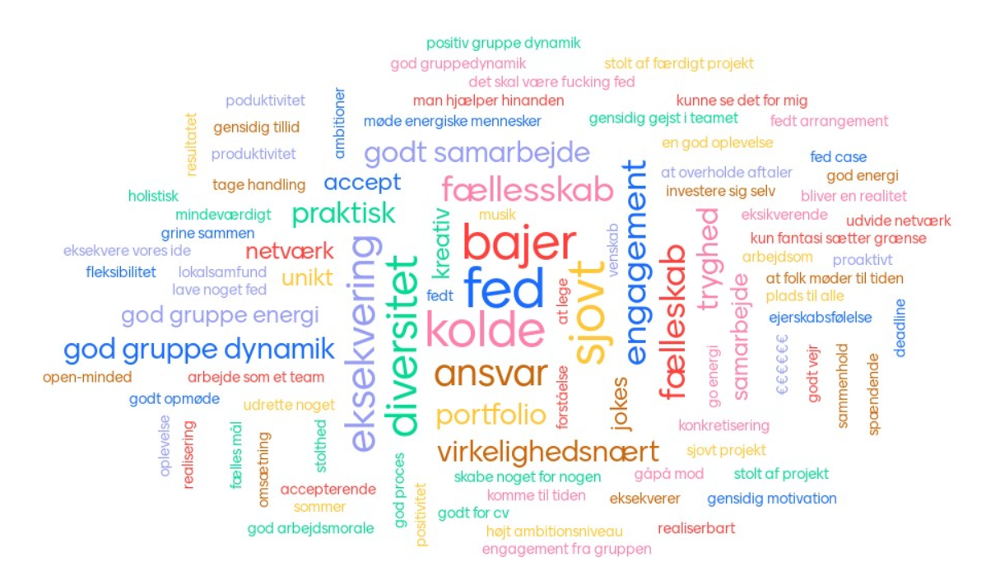 positiv gruppe dynamik
god gruppedynamik
stolt af færdigt projekt
det skal være fucking fed
poduktivitet
ambitioner
man hjælper hinanden
kunne se det for mig
resultatet
gensidig tillid
møde energiske mennesker
gensidig gejst i teamet
fedt arrangement
produktivitet
godt samarbejde
en god oplevelse
fed case
tage handling
accept
fællesskab
engagement
at overholde aftaler
god energi
holistisk
investere sig selv
bliver en realitet
mindeværdigt
praktisk
kreativ
musik
tryghed
eksikverende
udvide netværk
grine sammen
bajer
venskab
kun fantasi sætter grænse
eksekvere vores ide
netværk
eksekvering
diversitet
fælleskab
arbejdsom
proaktivt
fleksibilitet
lokalsamfund
unikt
fed
sjovt
at folk møder til tiden
lave noget fed
fedt
at lege
samarbejde
plads til alle
god gruppe energi
kolde
ejerskabsfølelse
deadline
god gruppe dynamik
ansvar
go energi
€€€€€€
godt vejr
sammenhold
spændende
open-minded
arbejde som et team
forståelse
jokes
godt opmøde
udrette noget
portfolio
konkretisering
oplevelse
realisering
fælles mål
omsætning
stolthed
virkelighedsnært
sjovt projekt
god proces
skabe noget for nogen
gåpå mod
stolt af projekt
accepterende
positivitet
komme til tiden
eksekverer
gensidig motivation
sommer
godt for cv
god arbejdsmorale
højt ambitionsniveau
realiserbart
engagement fra gruppen